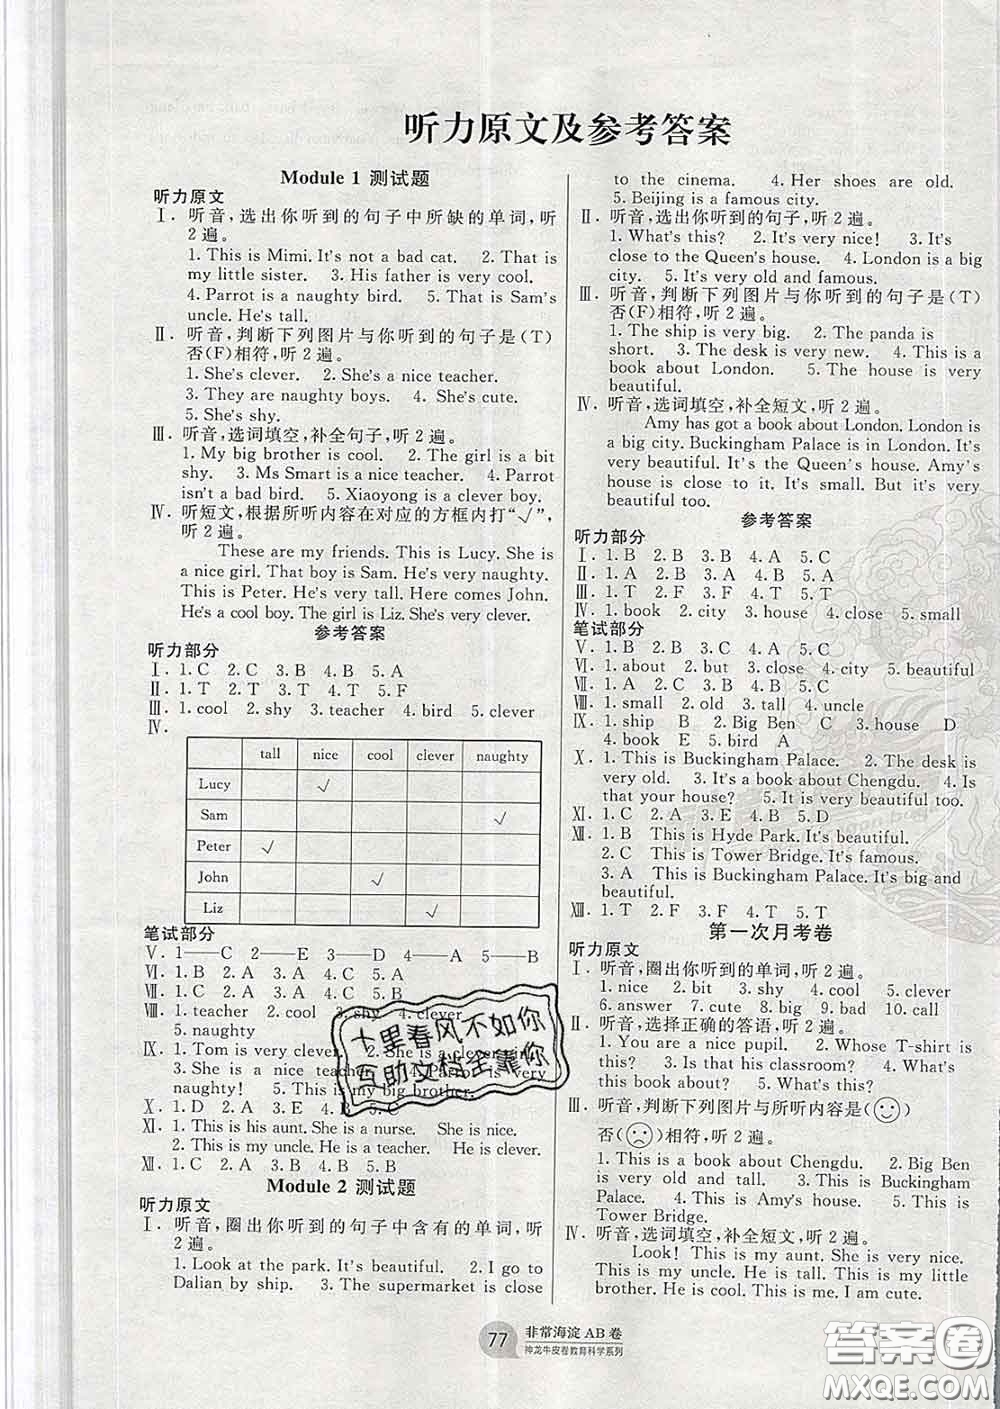 听力原文及参考答案
Module 1 测试题
听力原文
Ⅰ. 听音,选出你听到的句子中所缺的单词,听
2遍。
1. This is Mimi. It's not a bad cat. 2. That is
my little sister. 3. His father is very cool.
4. Parrot is a naughty bird. 5. That is Sam's
uncle. He's tall.
Ⅱ. 听音,判断下列图片与你听到的句子是(T)
否(F)相符,听2遍。
1. She's clever. 2. She's a nice teacher.
3. They are naughty boys. 4. She's cute.
5. She's shy.
Ⅲ. 听音,选词填空,补全句子,听2遍。
1. My big brother is cool. 2. The girl is a bit
shy. 3. Ms Smart is a nice teacher. 4. Parrot
isn't a bad bird. 5. Xiaoyong is a clever boy.
Ⅳ. 听短文,根据所听内容在对应的方框内打“√”,
听2遍。
These are my friends. This is Lucy. She is
a nice girl. That boy is Sam. He's very naughty.
This is Peter. He's very tall. Here comes John.
He's a cool boy. The girl is Liz. She's very clever.
参考答案
听力部分
Ⅰ. 1. C 2. C 3. B 4. B 5. A
Ⅱ. 1. T 2. T 3. T 4. T 5. F
Ⅲ. 1. cool 2. shy 3. teacher 4. bird 5. clever
Ⅳ.
tall nice cool clever naughty
Lucy √
Sam √
Peter √
John √
Liz √
笔试部分
Ⅴ. 1——C 2——E 3——D 4——A 5——B
Ⅵ. 1. B 2. A 3. A 4. C 5. A
Ⅶ. 1. C 2. A 3. A 4. C 5. B
Ⅷ. 1. teacher 2. cool 3. shy
5. naughty
Ⅸ. 1. Tom is very clever. 2. She is a cool girl.
3. She is a nice teacher. 4.
naughty! 5. This is my big brother.
Ⅹ. 1. C 2. A 3. B 4. B 5. C
Ⅺ. 1. This is his aunt. She is a nurse. She is nice.
2. This is my uncle. He is a teacher. He is clever.
Ⅻ. 1. C 2. B 3. A 4. C 5. C
Module 2 测试题
听力原文
Ⅰ. 听音,圈出你听到的句子中含有的单词,听
2遍。
1. Look at the park. It's beautiful. 2. I go to
Dalian by ship. 3. The supermarket is close
to the cinema. 4. Her shoes are old.
5. Beijing is a famous city.
Ⅱ. 听音,选出你听到的句子,听2遍。
1. What's this? 2. It's very nice! 3. It's
close to the Queen's house. 4. London is a big
city. 5. It's very old and famous.
Ⅲ. 听音,判断下列图片与你听到的句子是(T)
否(F)相符,听2遍。
1. The ship is very big. 2. The panda is
short. 3. The desk is very new. 4. This is a
book about London. 5. The house is very
beautiful.
Ⅳ. 听音,选词填空,补全短文,听2遍。
Amy has got a book about London. London is
a big city. Buckingham Palace is in London. It's
very beautiful. It's the Queen's house. Amy's
house is close to it. It's small. But it's very
beautiful too.
参考答案
听力部分
Ⅰ. 1. B 2. B 3. B 4. A 5. C
Ⅱ. 1. A 2. B 3. B 4. A 5. A
Ⅲ. 1. T 2. F 3. F 4. T 5. T
Ⅳ. 1. book 2. city 3. house 4. close 5. small
笔试部分
Ⅴ. 1. B 2. B 3. A 4. A 5. A
Ⅵ. 1. about 2. but 3. close 4. city 5. beautiful
Ⅶ. 1. A 2. C 3. B 4. B 5. C
Ⅷ. 1. small 2. old 3. tall 4. uncle
Ⅸ. 1. ship B 2. Big Ben C 3. house D
4. book E 5. bird A
Ⅹ. 1. This is Buckingham Palace. 2. The desk is
very old. 3. It's a book about Chengdu. 4. Is
that your house? 5. It is very beautiful too.
Ⅺ. 1. C 2. A 3. E 4. B 5. D
Ⅻ. 1. B This is Hyde Park. It's beautiful.
2. C This is Tower Bridge. It's famous.
3. A This is Buckingham Palace. It's big and
beautiful.
XIII. 1. T 2. F 3. T 4. T 5. T
第一次月考卷
听力原文
Ⅰ. 听音,圈出你听到的单词,听2遍。
1. nice 2. bit 3. shy 4. cool 5. clever
6. answer 7. cute 8. big 9. bad 10. call
Ⅱ. 听音,选择正确的答语,听2遍。
1. You are a nice pupil. 2. Whose T-shirt is
this? 3. Is that his classroom? 4. What's
this? 5. Is this London?
Ⅲ. 听音,判断下列图片与所听内容是( )
否( )相符,听2遍。
1. This is a book about Chengdu. 2. Big Ben
is very old and tall. 3. This is Buckingham
Palace. 4. This is Amy's house. 5. This is
Tower Bridge.
Ⅳ. 听音,选词填空,补全短文,听2遍。
Look! This is my aunt. She is very nice.
This is my uncle. He is tall. This is my little
brother. He is cool. This is me. I am cute.
77
非常海淀AB卷
神龙牛皮卷教育科学系列
十里春风不如你
互助文档全靠你
答案卷
MXQE.COM